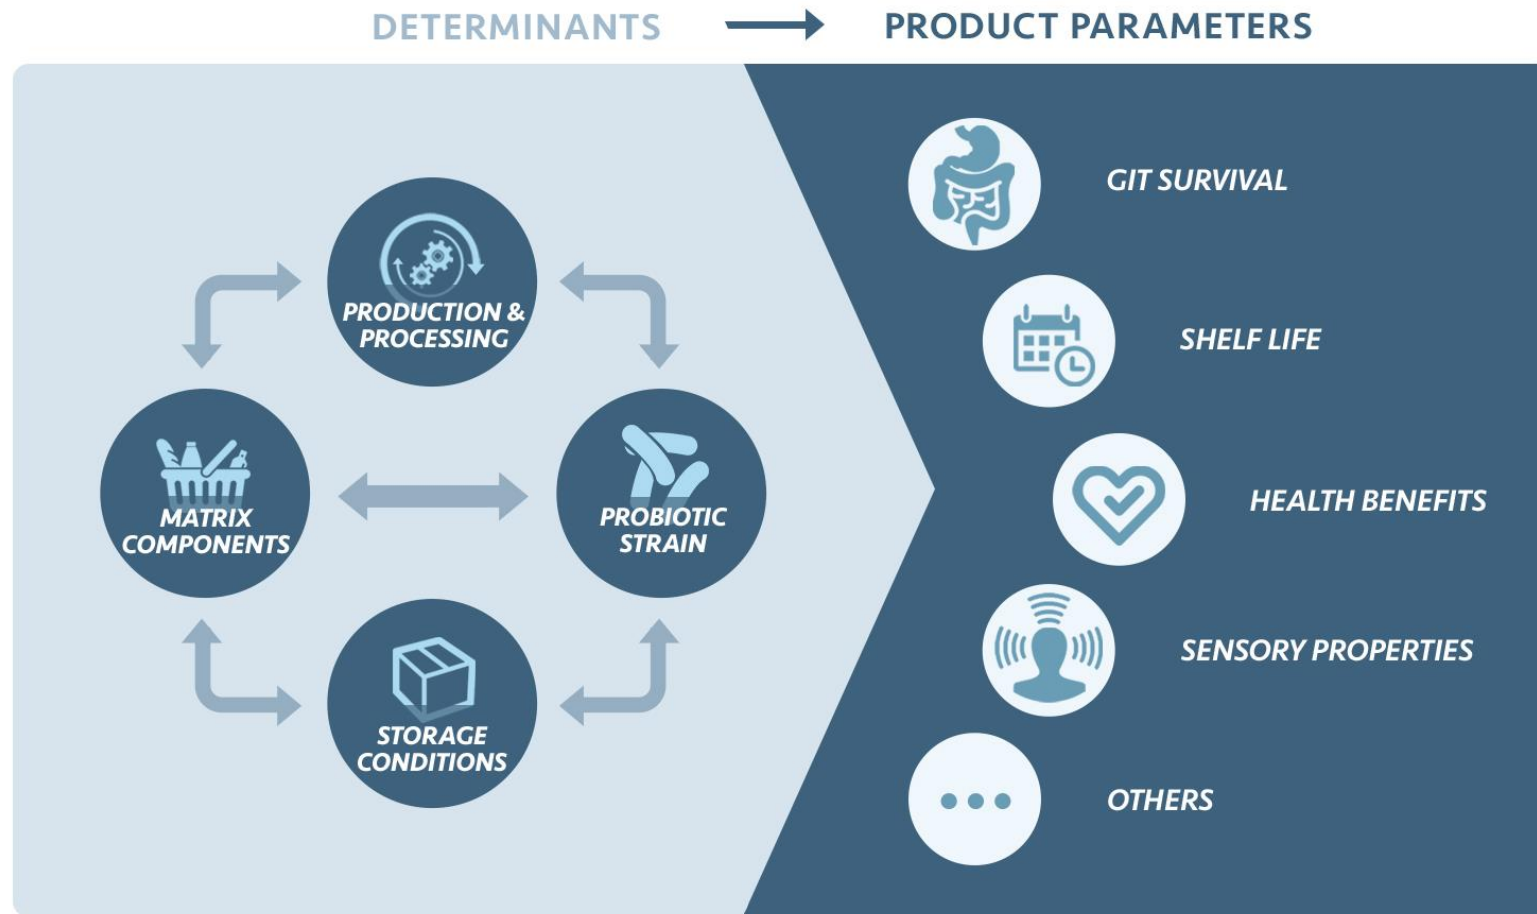 DETERMINANTS
PRODUCT PARAMETERS
PRODUCTION &
PROCESSING
MATRIX
COMPONENTS
PROBIOTIC
STRAIN
STORAGE
CONDITIONS
GIT SURVIVAL
SHELF LIFE
HEALTH BENEFITS
SENSORY PROPERTIES
OTHERS